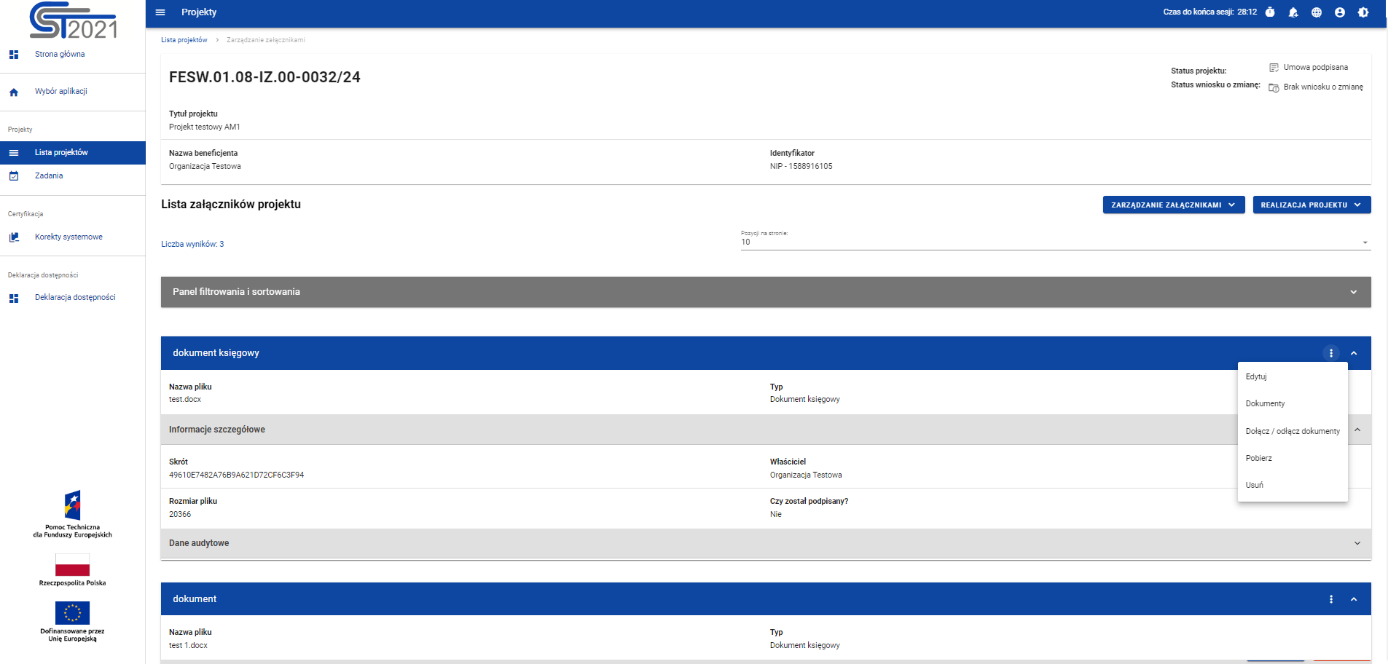 CST2021
Strona główna
Wybór aplikacji
Projekty
Lista projektów
Zadania
Certyfikacja
Korekty systemowe
Deklaracja dostępności
Deklaracja dostępności
Pomoc Techniczna
dla Funduszy Europejskich
Rzeczpospolita Polska
Dofinansowane przez
Unię Europejską
Projekty
Czas do końca sesji: 28:12
Lista projektów > Zarządzanie załącznikami
FESW.01.08-IZ.00-0032/24
Status projektu: Umowa podpisana
Status wniosku o zmianę: Brak wniosku o zmianę
Tytuł projektu
Projekt testowy AM1
Nazwa beneficjenta Identyfikator
Organizacja Testowa NIP - 1588916105
Lista załączników projektu
ZARZĄDZANIE ZAŁĄCZNIKAMI REALIZACJA PROJEKTU
Pozycji na stronie:
Liczba wyników: 3 10
Panel filtrowania i sortowania
dokument księgowy
Edytuj
Dokumenty
Dołącz / odłącz dokumenty
Pobierz
Usuń
Nazwa pliku Typ
test.docx Dokument księgowy
Informacje szczegółowe
Skrót Właściciel
49610E7482A76B9A621D72CF6C3F94 Organizacja Testowa
Rozmiar pliku Czy został podpisany?
20366 Nie
Dane audytowe
dokument
Nazwa pliku Typ
test 1.docx Dokument księgowy